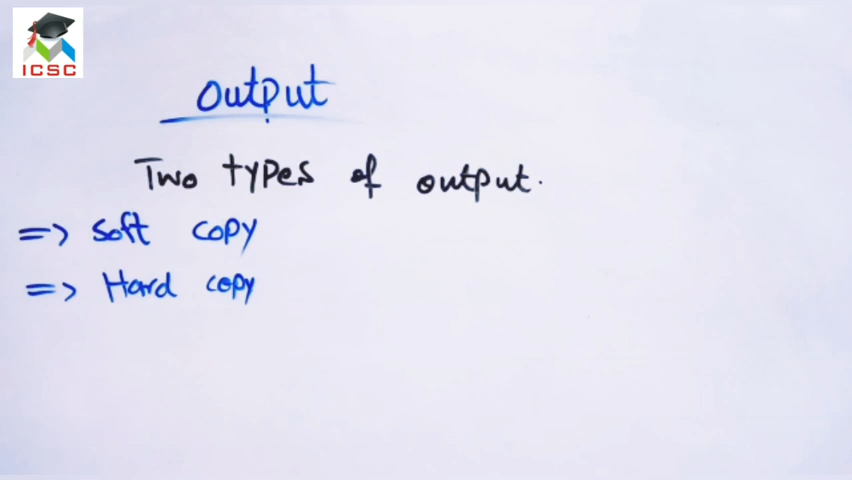 ICSC
Output
Two types of output.
=> Soft copy
=> Hard copy